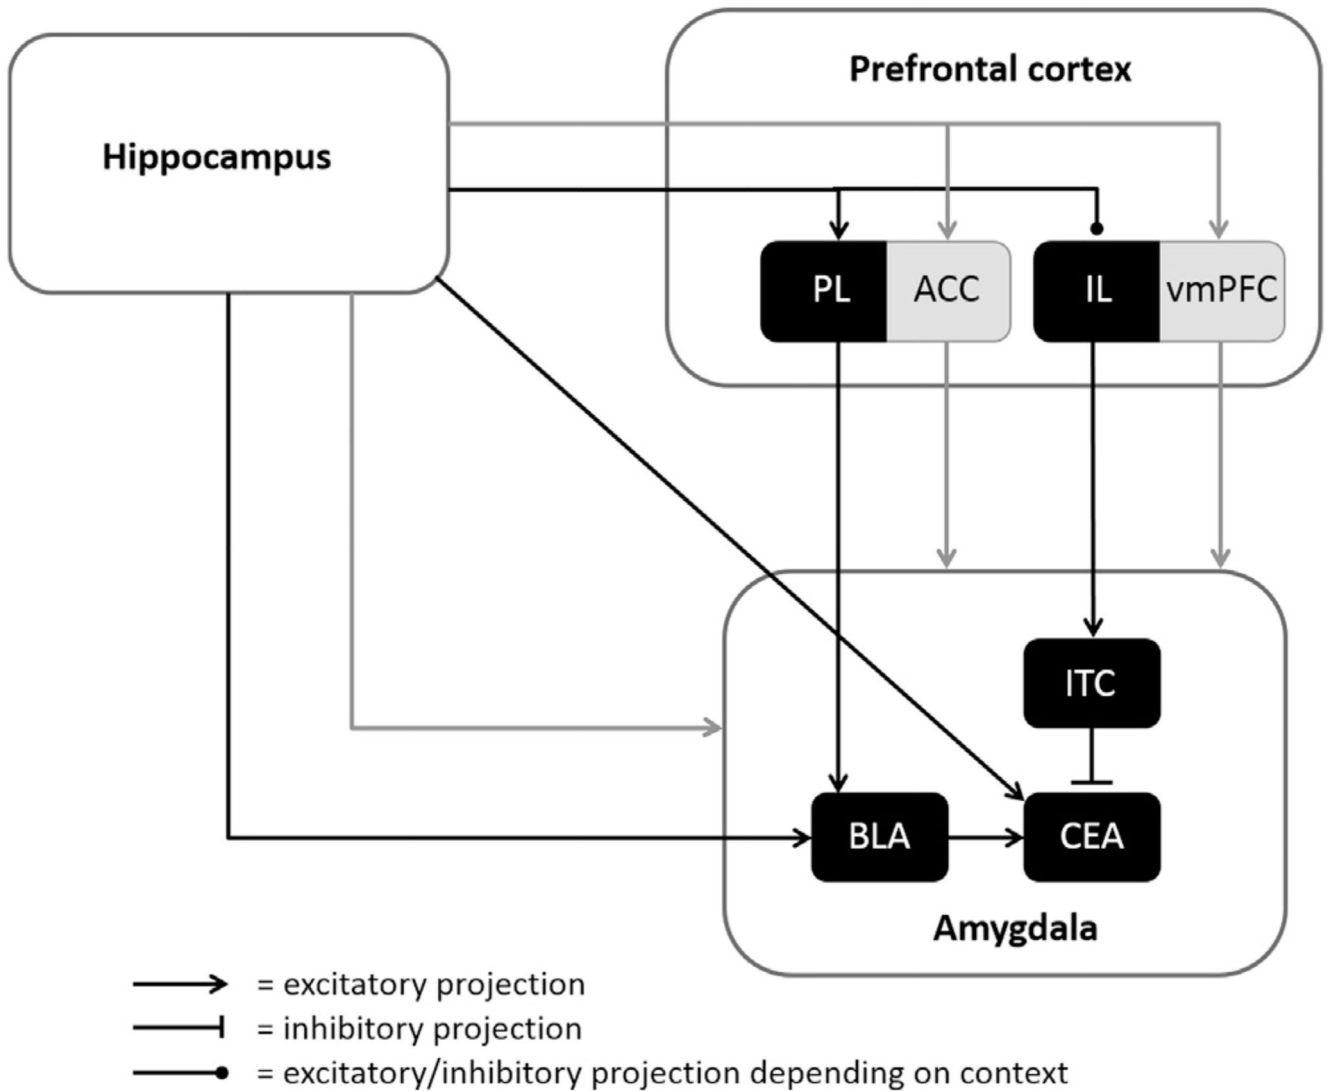 Prefrontal cortex
Hippocampus
PL
ACC
IL
vmPFC
ITC
BLA
CEA
Amygdala
= excitatory projection
= inhibitory projection
= excitatory/inhibitory projection depending on context